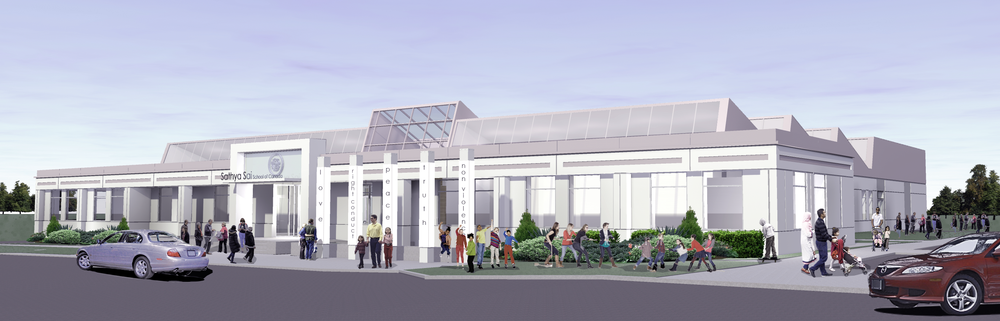 Sathya Sai School of Canada
love
right conduct
peace
truth
non violence